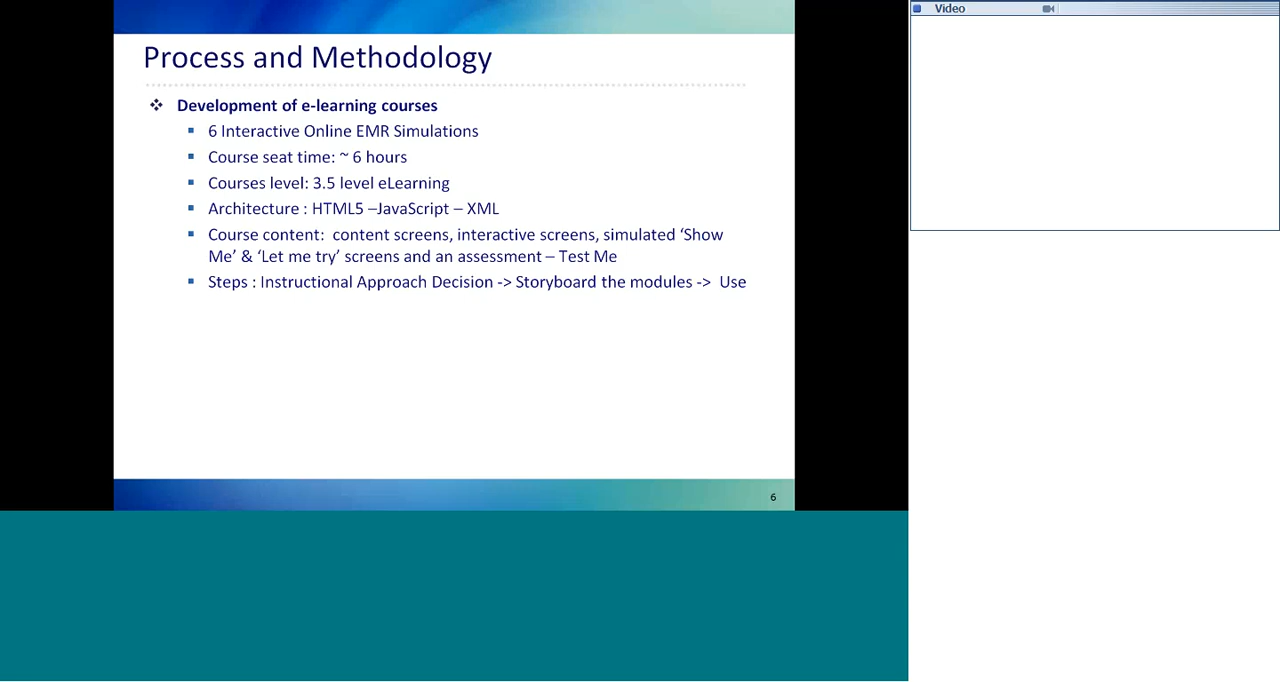 Video
Process and Methodology
Development of e-learning courses
6 Interactive Online EMR Simulations
Course seat time: ~ 6 hours
Courses level: 3.5 level eLearning
Architecture : HTML5 –JavaScript – XML
Course content:  content screens, interactive screens, simulated ‘Show
Me’ & ‘Let me try’ screens and an assessment – Test Me
Steps : Instructional Approach Decision -> Storyboard the modules ->  Use
6